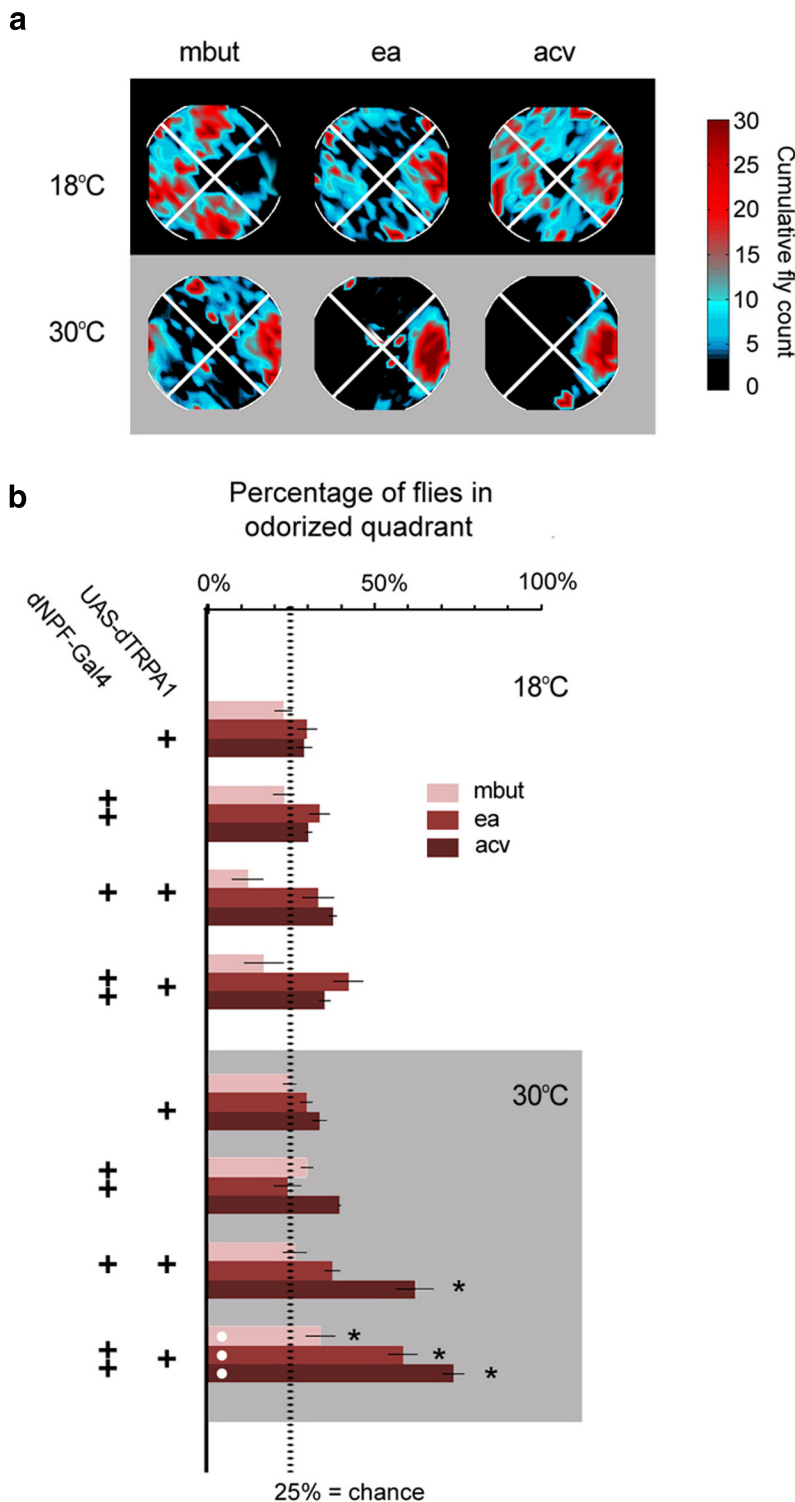 a
mbut ea acv
18°C
30°C
30
25
20
15
10
5
0
Cumulative fly count
b
Percentage of flies in
odorized quadrant
0% 50% 100%
UAS-dTRPA1
dNPF-Gal4
18°C
+
mbut
ea
acv
+
+
+ +
+
+ +
30°C
+
+
+
+ + *
*
+ + *
+ *
25% = chance